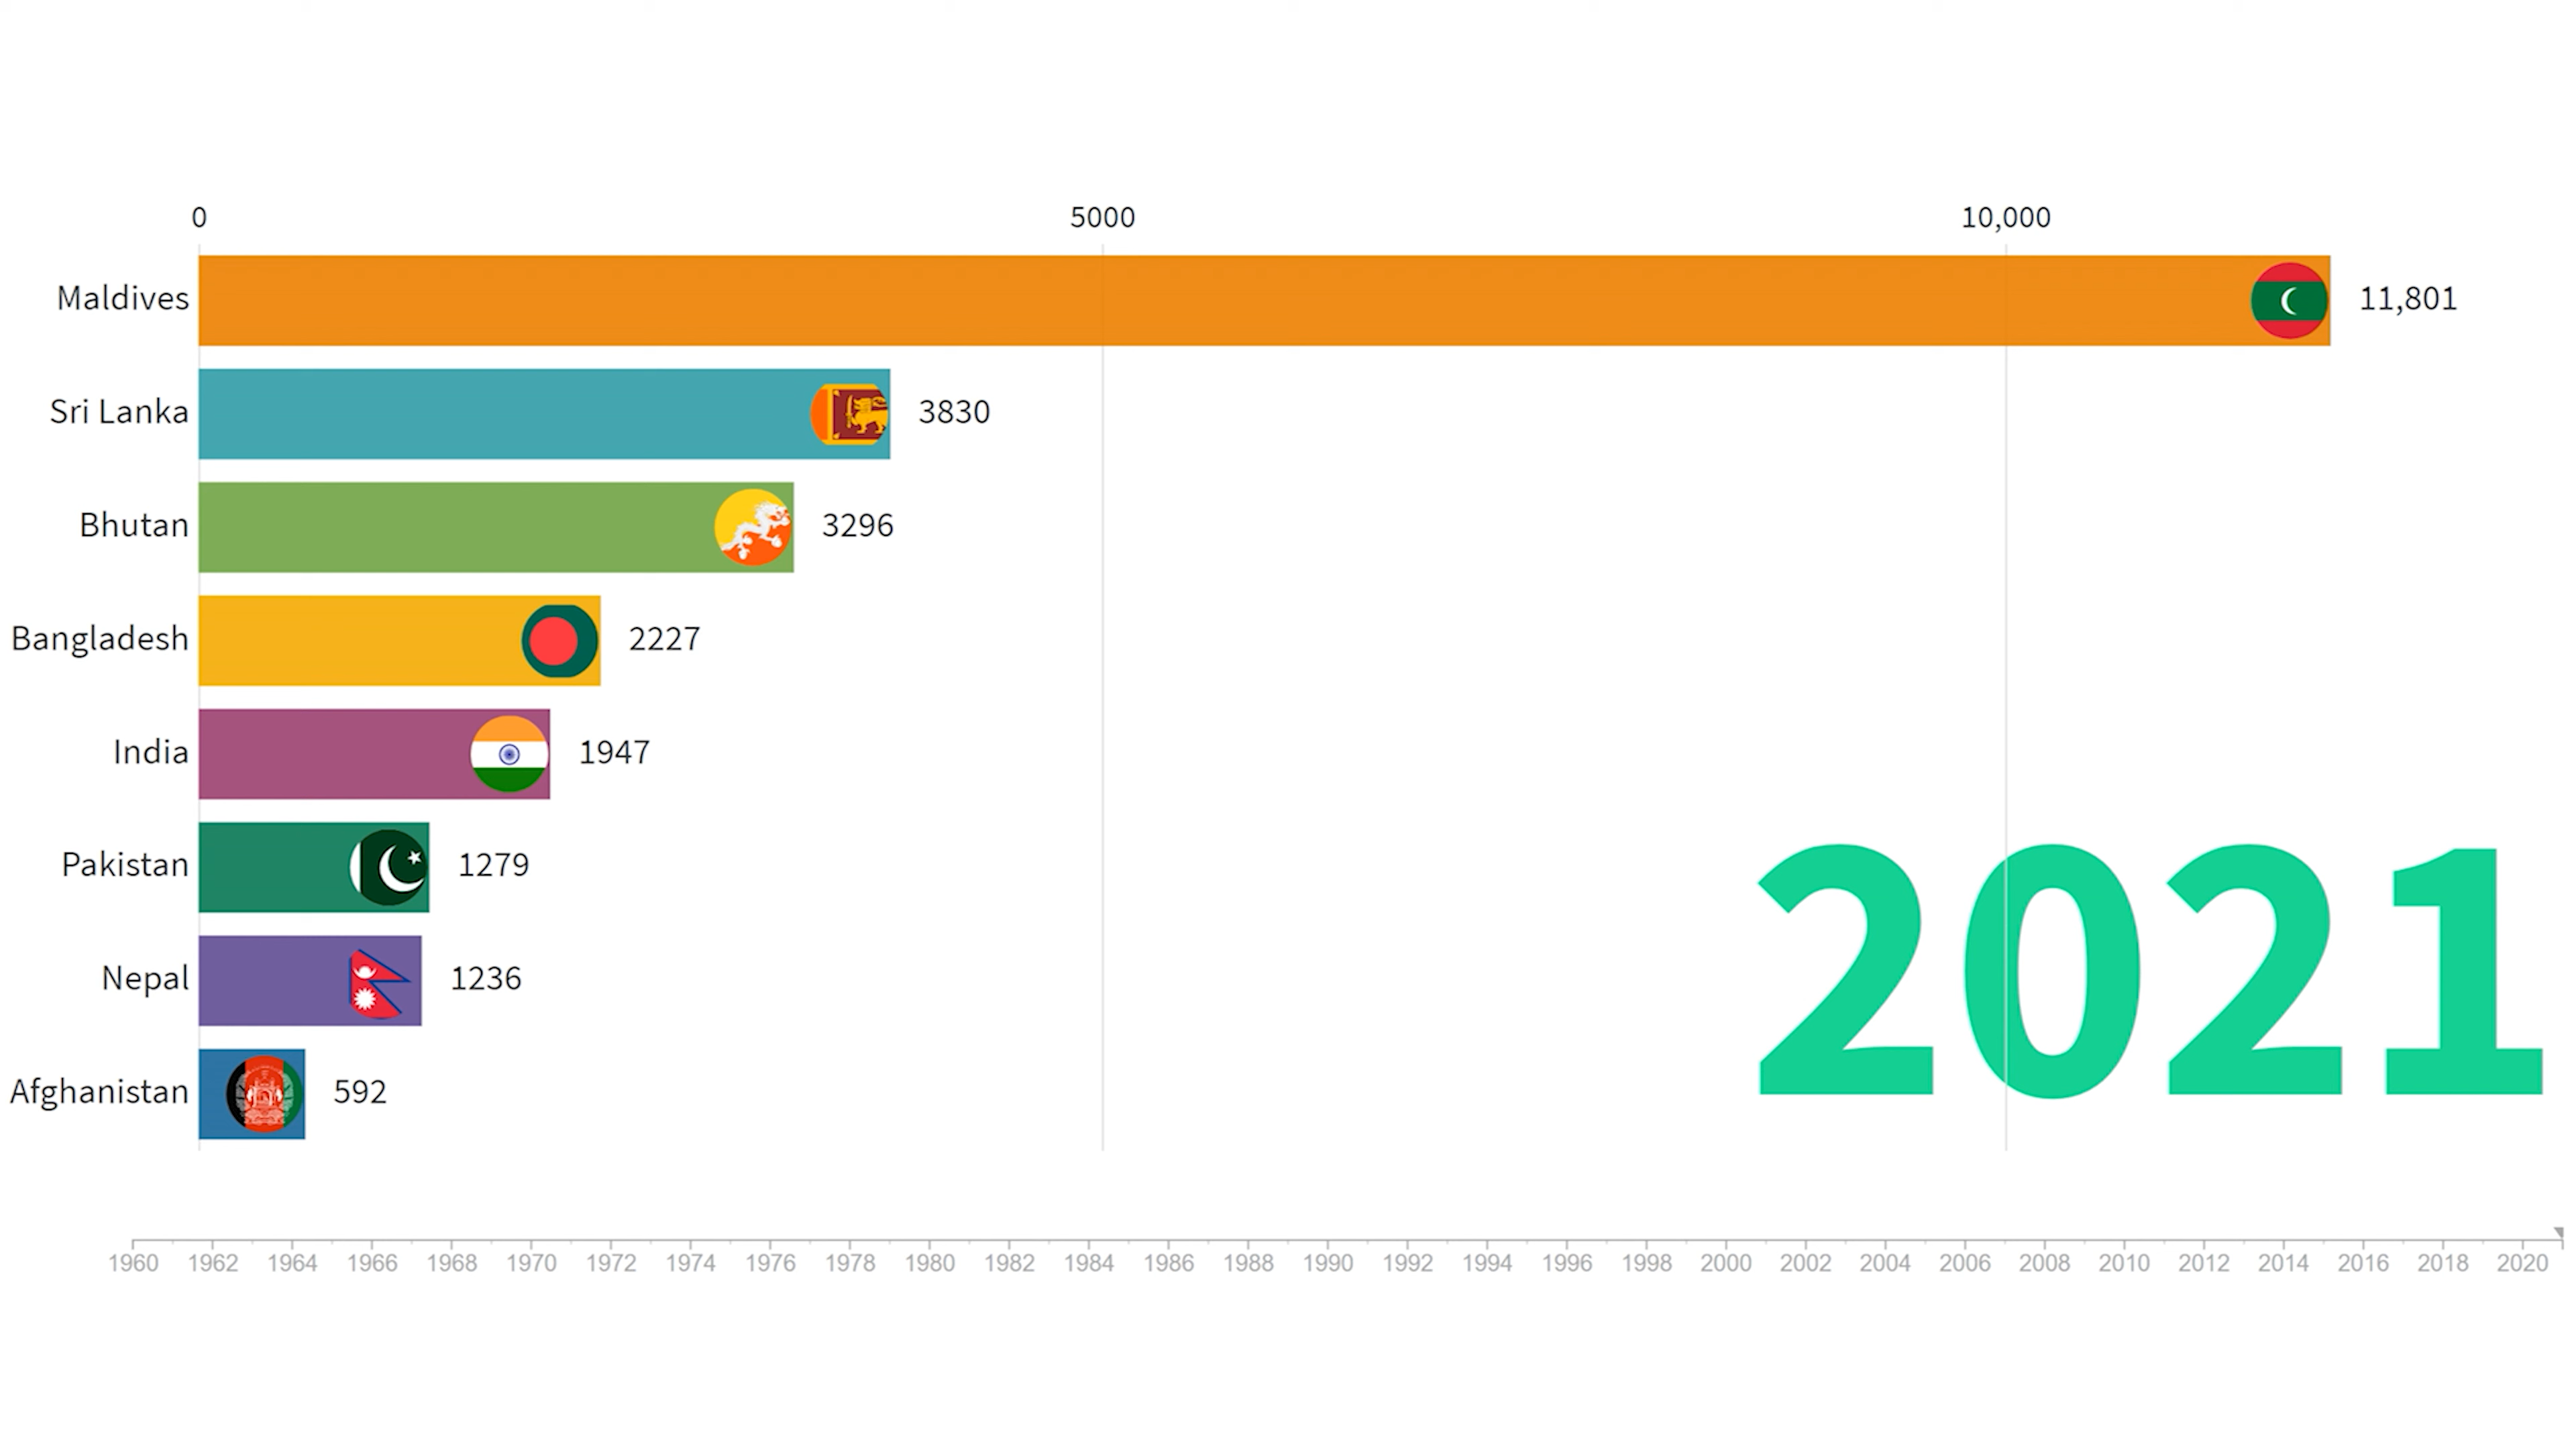 0 5000 10,000
Maldives 11,801
Sri Lanka 3830
Bhutan 3296
Bangladesh 2227
India 1947
Pakistan 1279
Nepal 1236
Afghanistan 592
2021
1960 1962 1964 1966 1968 1970 1972 1974 1976 1978 1980 1982 1984 1986 1988 1990 1992 1994 1996 1998 2000 2002 2004 2006 2008 2010 2012 2014 2016 2018 2020